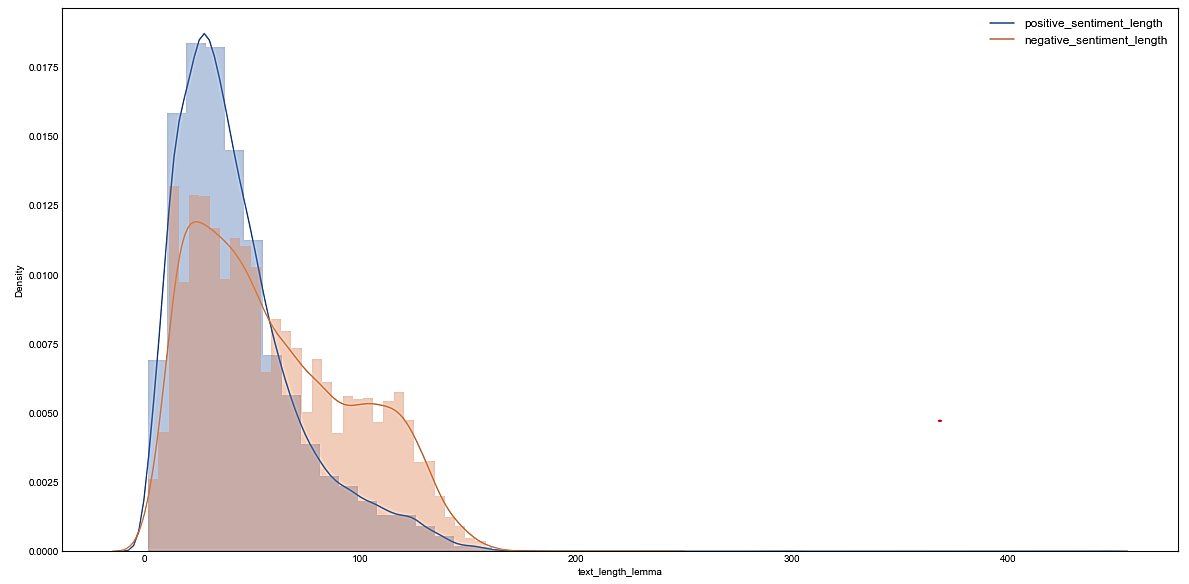 positive_sentiment_length
negative_sentiment_length
0.0175
0.0150
0.0125
0.0100
0.0075
0.0050
0.0025
0.0000
Density
0 100 200 300 400
text_length_lemma